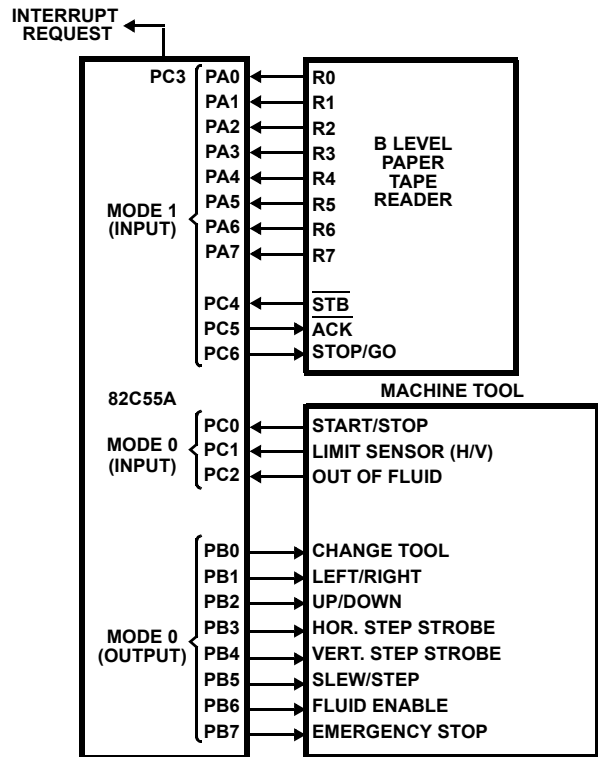 INTERRUPT
REQUEST
PC3 PA0 R0
PA1 R1
PA2 R2
PA3 R3
PA4 R4
PA5 R5
PA6 R6
PA7 R7
MODE 1
(INPUT)
B LEVEL
PAPER
TAPE
READER
PC4 STB
PC5 ACK
PC6 STOP/GO
MACHINE TOOL
82C55A
MODE 0
(INPUT)
PC0 START/STOP
PC1 LIMIT SENSOR (H/V)
PC2 OUT OF FLUID
PB0 CHANGE TOOL
PB1 LEFT/RIGHT
PB2 UP/DOWN
PB3 HOR. STEP STROBE
MODE 0
(OUTPUT)
PB4 VERT. STEP STROBE
PB5 SLEW/STEP
PB6 FLUID ENABLE
PB7 EMERGENCY STOP